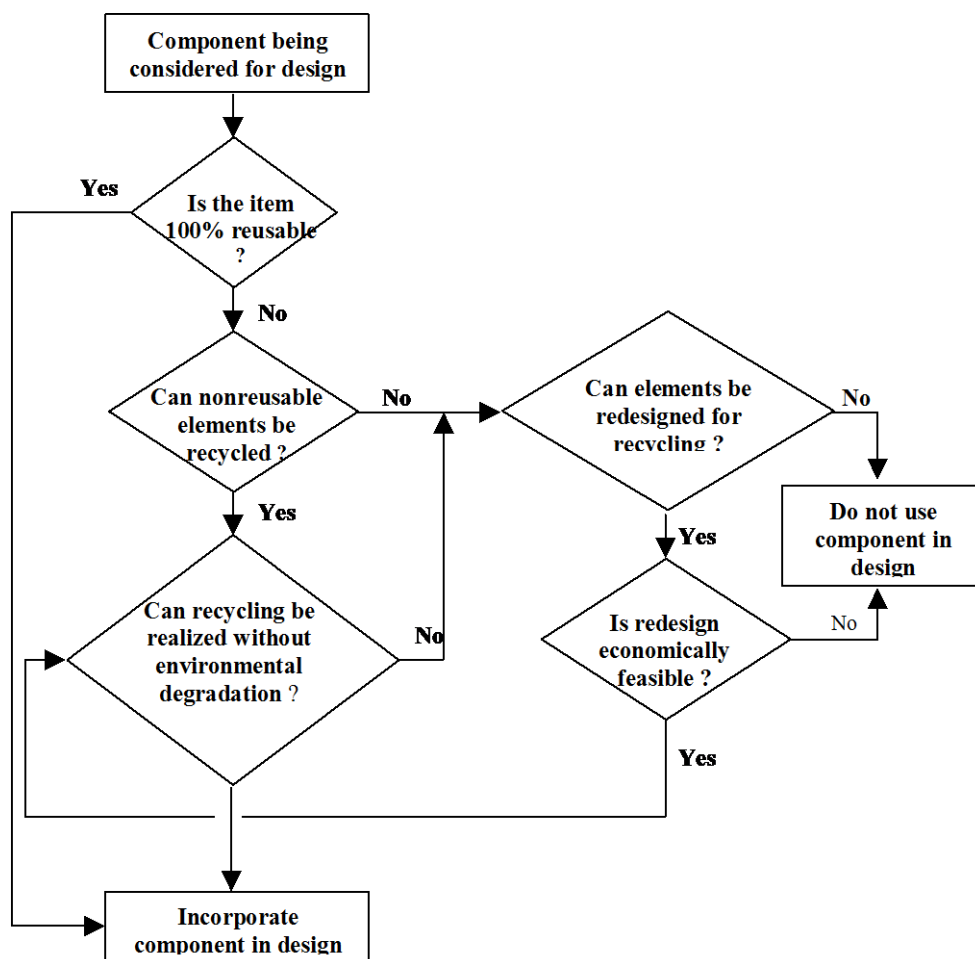 Component being
considered for design
Yes
Is the item
100% reusable
?
No
Can nonreusable
elements be
recycled ?
No
Can elements be
redesigned for
recycling ?
No
Yes
Yes
Do not use
component in
design
Can recycling be
realized without
environmental
degradation ?
No
Is redesign
economically
feasible ?
No
Yes
Incorporate
component in design